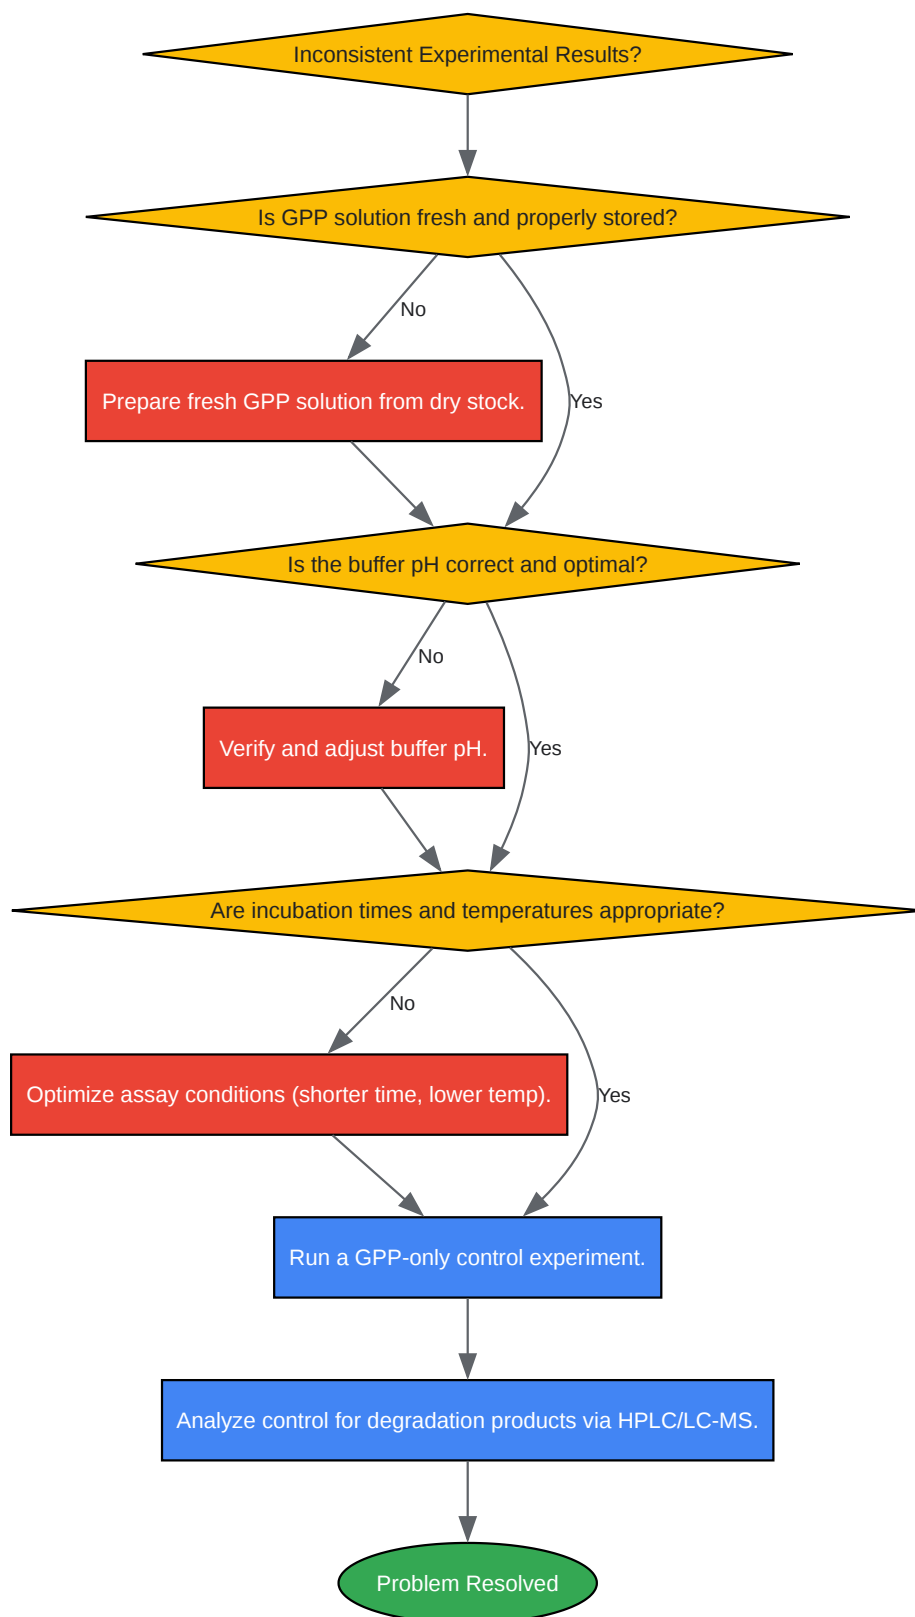 Inconsistent Experimental Results?
Is GPP solution fresh and properly stored?
No
Prepare fresh GPP solution from dry stock.
Yes
Is the buffer pH correct and optimal?
No
Verify and adjust buffer pH.
Yes
Are incubation times and temperatures appropriate?
No
Optimize assay conditions (shorter time, lower temp).
Yes
Run a GPP-only control experiment.
Analyze control for degradation products via HPLC/LC-MS.
Problem Resolved